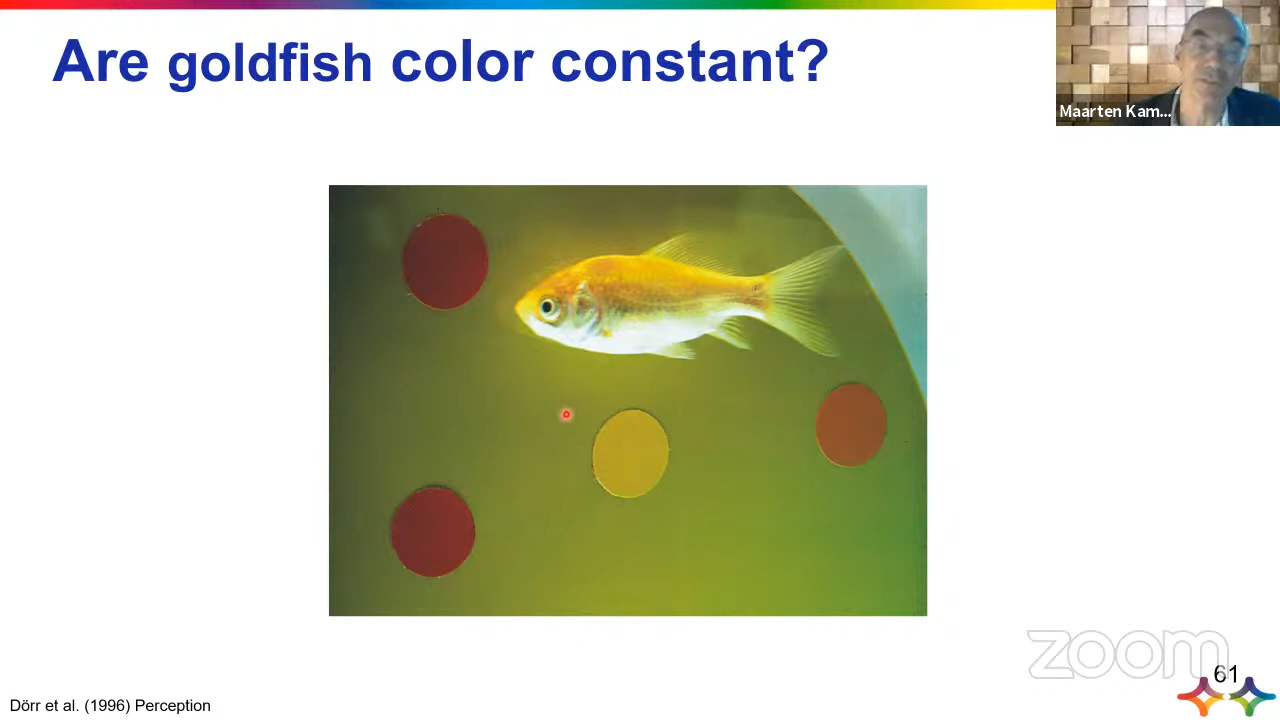 Are goldfish color constant?
Maarten Kam...
zoom
61
Dörr et al. (1996) Perception